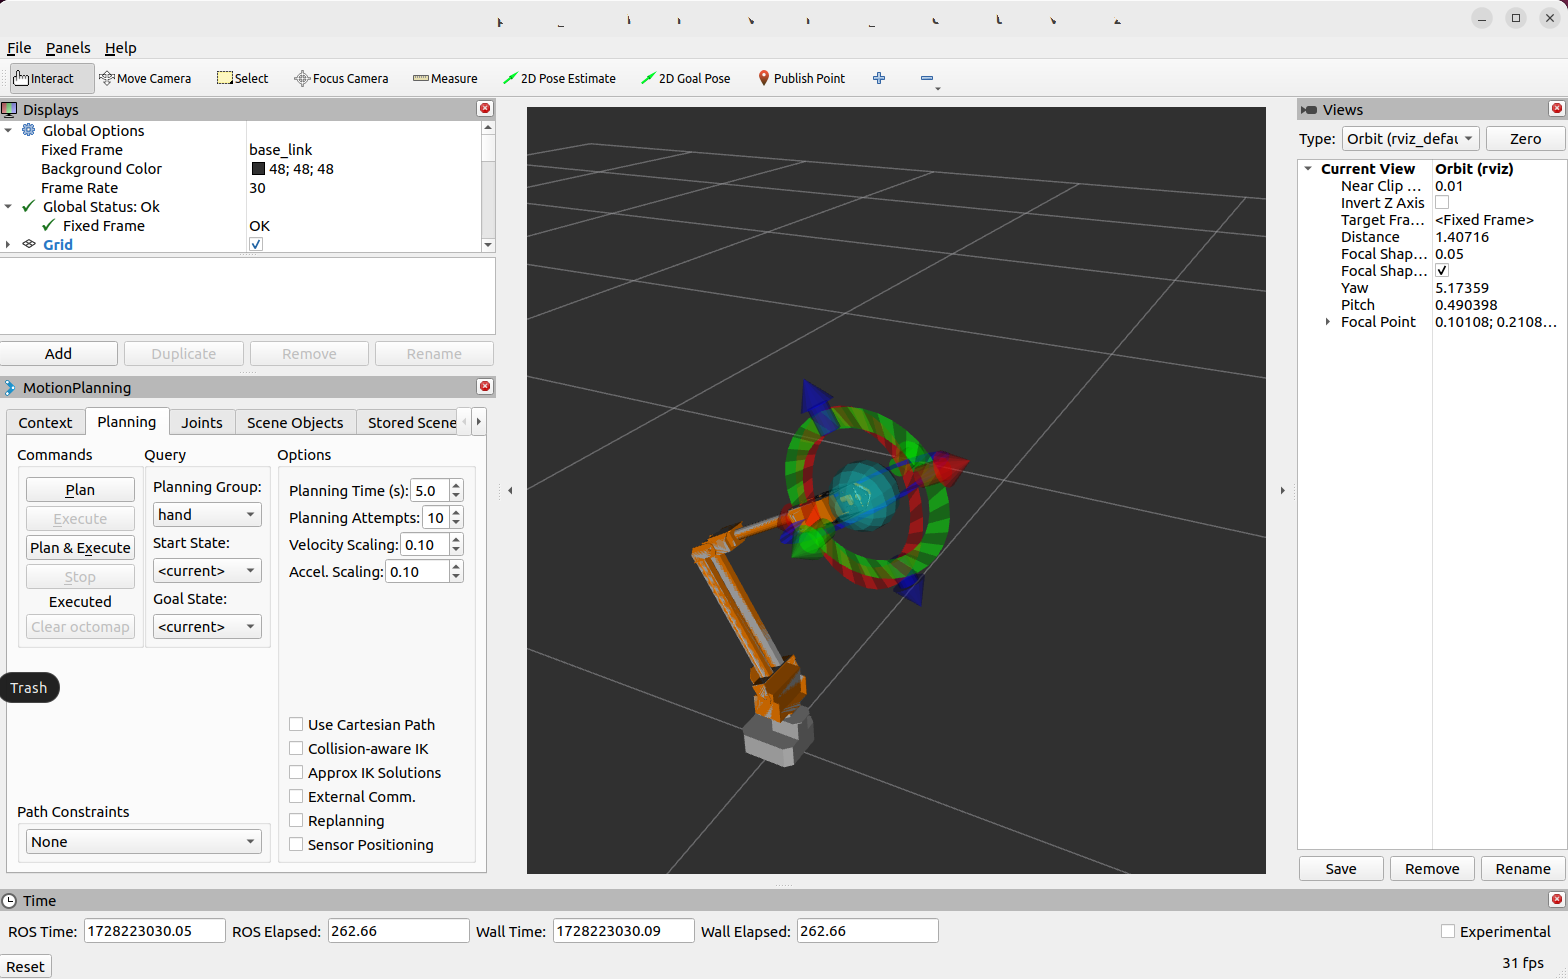 File Panels Help
Interact Move Camera Select Focus Camera Measure 2D Pose Estimate 2D Goal Pose Publish Point
Displays
Global Options
Fixed Frame base_link
Background Color 48; 48; 48
Frame Rate 30
Global Status: Ok
Fixed Frame OK
Grid
Add Duplicate Remove Rename
MotionPlanning
Context Planning Joints Scene Objects Stored Scene
Commands Query Options
Plan
Execute
Plan & Execute
Stop
Executed
Clear octomap
Planning Group:
hand
Start State:
<current>
Goal State:
<current>
Planning Time (s): 5.0
Planning Attempts: 10
Velocity Scaling: 0.10
Accel. Scaling: 0.10
Trash
Use Cartesian Path
Collision-aware IK
Approx IK Solutions
External Comm.
Replanning
Sensor Positioning
Path Constraints
None
Views
Type: Orbit (rviz_defau Zero
Current View Orbit (rviz)
Near Clip ... 0.01
Invert Z Axis
Target Fra... <Fixed Frame>
Distance 1.40716
Focal Shap... 0.05
Focal Shap...
Yaw 5.17359
Pitch 0.490398
Focal Point 0.10108; 0.2108...
Save Remove Rename
Time
ROS Time: 1728223030.05 ROS Elapsed: 262.66 Wall Time: 1728223030.09 Wall Elapsed: 262.66 Experimental
Reset 31 fps